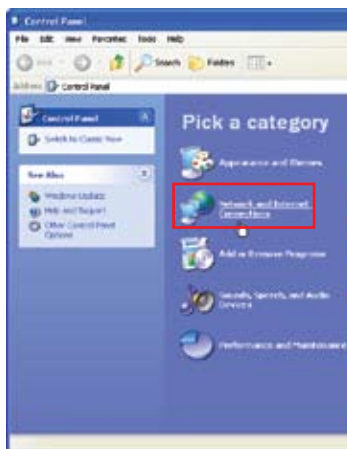 Control Panel
File Edit View Favorites Tools Help
Search Folders
Address Control Panel
Control Panel
Switch to Classic View
See Also
Windows Update
Help and Support
Other Control Panel
Options
Pick a category
Appearance and Themes
Network and Internet
Connections
Add or Remove Programs
Sounds, Speech, and Audio
Devices
Performance and Maintenance